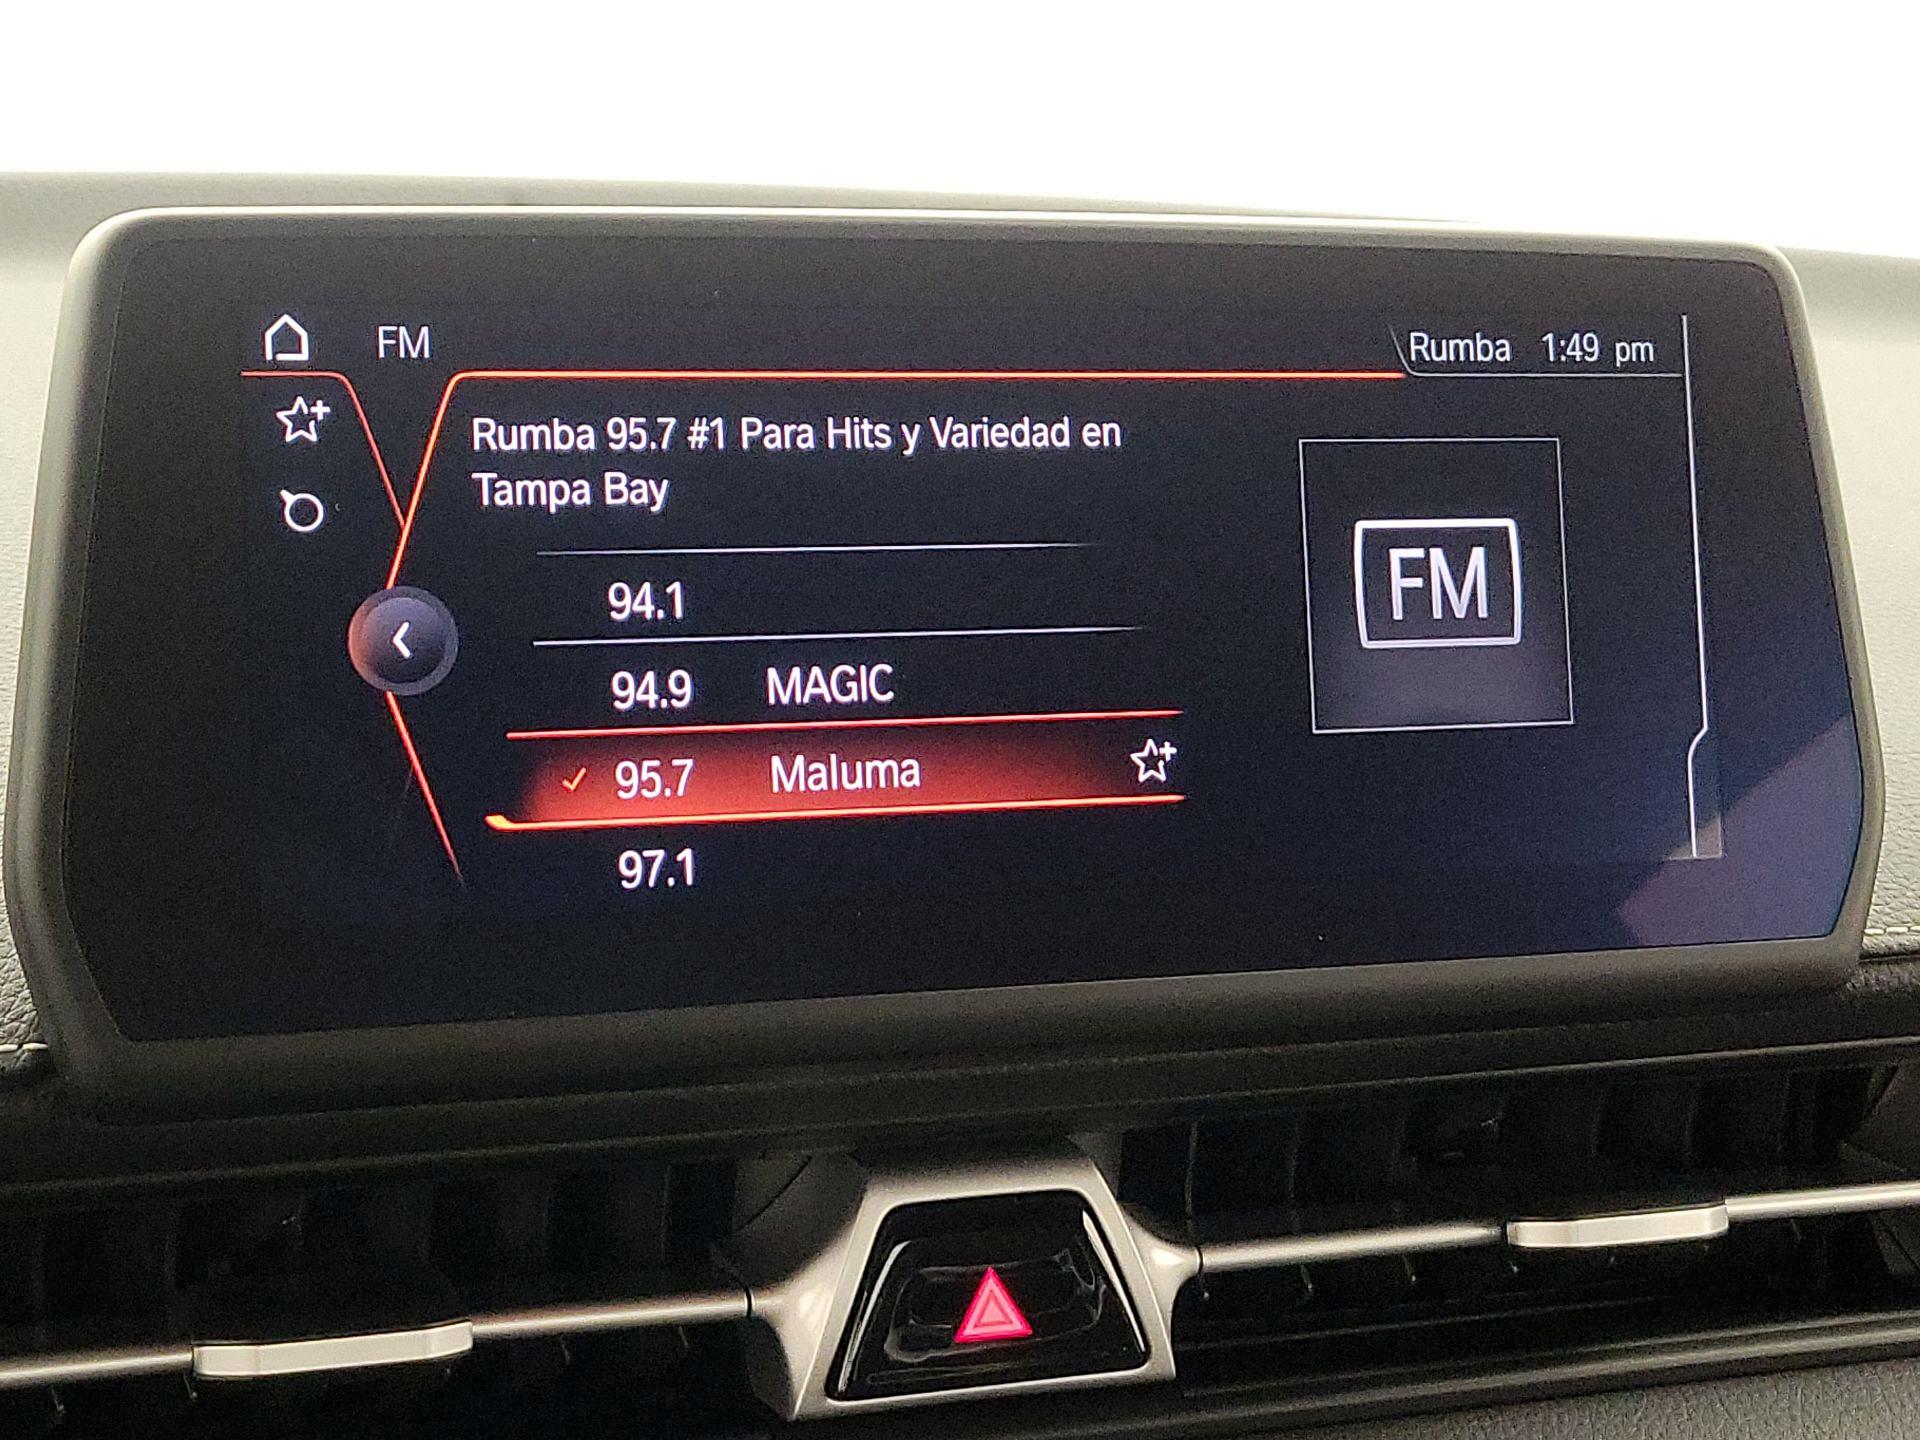 FM
Rumba 1:49 pm
Rumba 95.7 #1 Para Hits y Variedad en
Tampa Bay
94.1
94.9 MAGIC
95.7 Maluma
97.1
FM